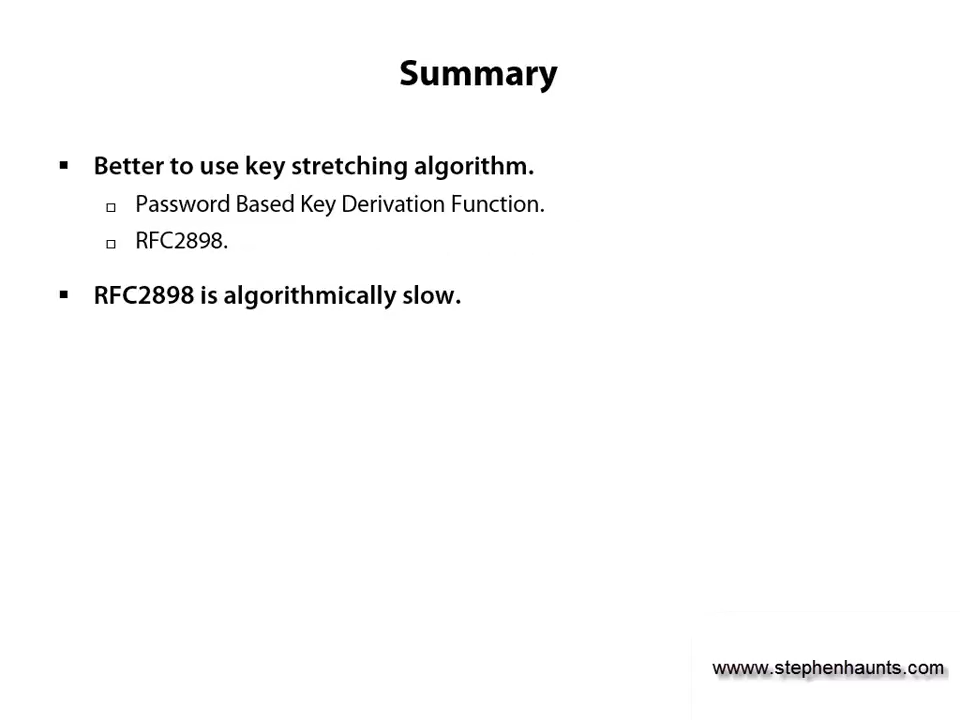 Summary
▪ Better to use key stretching algorithm.
▫ Password Based Key Derivation Function.
▫ RFC2898.
▪ RFC2898 is algorithmically slow.
wwww.stephenhaunts.com